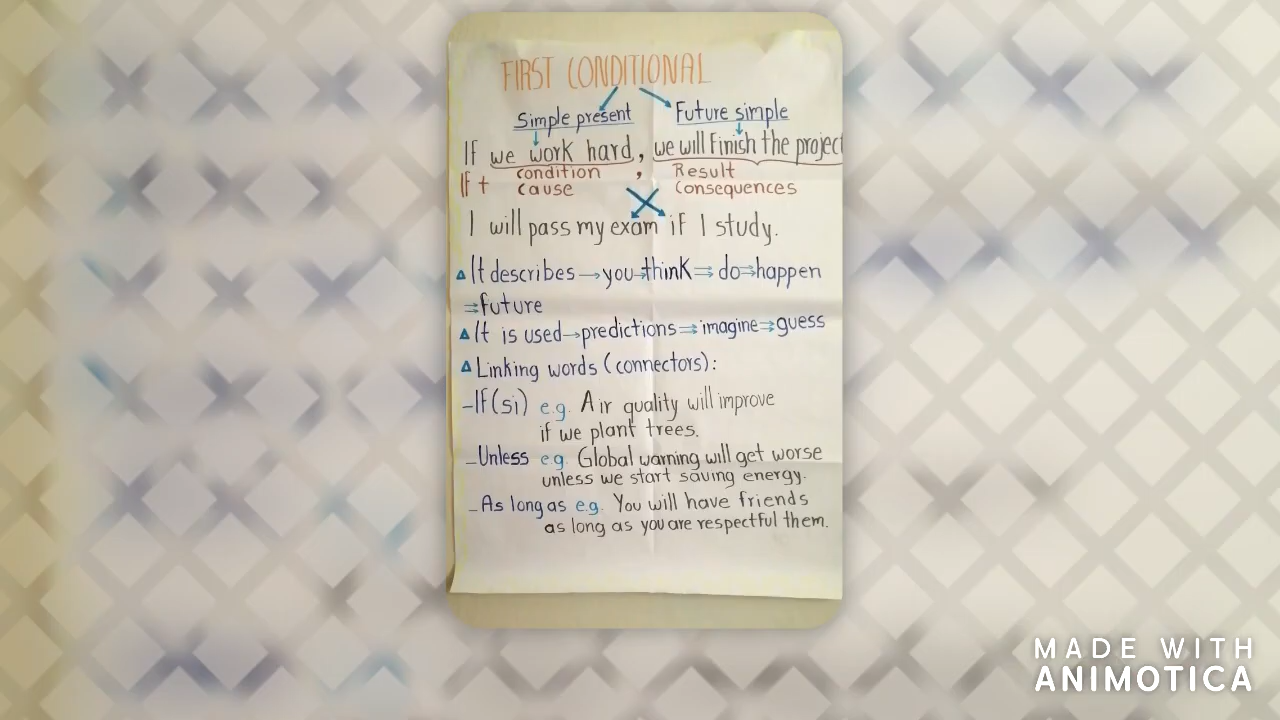 FIRST CONDITIONAL
Simple present Future simple
If we work hard, we will finish the project
If + condition , Result
cause Consequences
I will pass my exam if I study.
It describes → you → think ⇒ do ⇒ happen
⇒ future
It is used → predictions ⇒ imagine ⇒ guess
Linking words (connectors):
- If (si) e.g. Air quality will improve
if we plant trees.
- Unless e.g. Global warning will get worse
unless we start saving energy.
- As long as e.g. You will have friends
as long as you are respectful them.
MADE WITH
ANIMOTICA